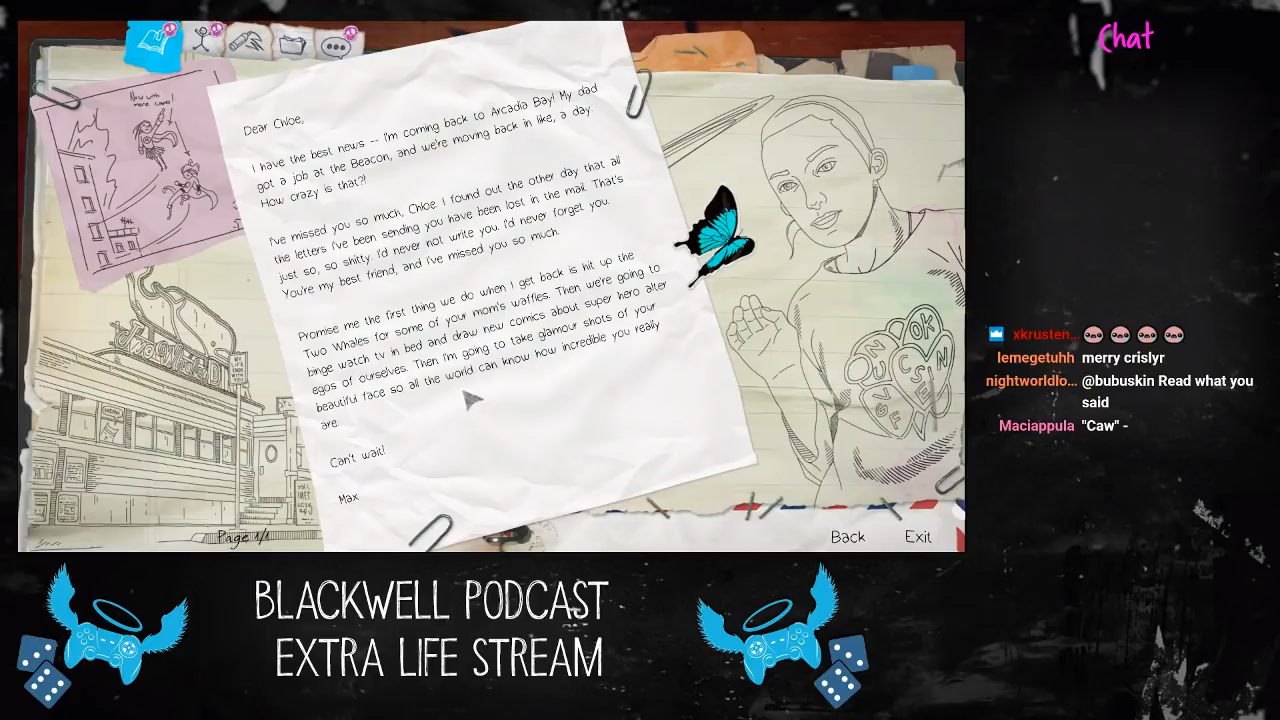 Chat
Now with
more capes!
Dear Chloe,
I have the best news -- I'm coming back to Arcadia Bay! My dad
got a job at the Beacon, and we're moving back in like, a day.
How crazy is that?!
I've missed you so much, Chloe. I found out the other day that all
the letters I've been sending you have been lost in the mail. That's
just so, so shitty. I'd never not write you. I'd never forget you.
You're my best friend, and I've missed you so much.
Promise me the first thing we do when I get back is hit up the
Two for some of your mom's waffles. Then we're going to
binge watch tv in bed and draw new comics about super hero alter
egos of ourselves. Then I'm going to take glamour shots of your
beautiful face so all the world can know how incredible you really
are.
Can't wait!
Max
Page 1/1
Back
Exit
xkrusten...
lemegetuhh merry crislyr
nightworldlo... @bubuskin Read what you
said
Maciappula "Caw" -
BLACKWELL PODCAST
EXTRA LIFE STREAM